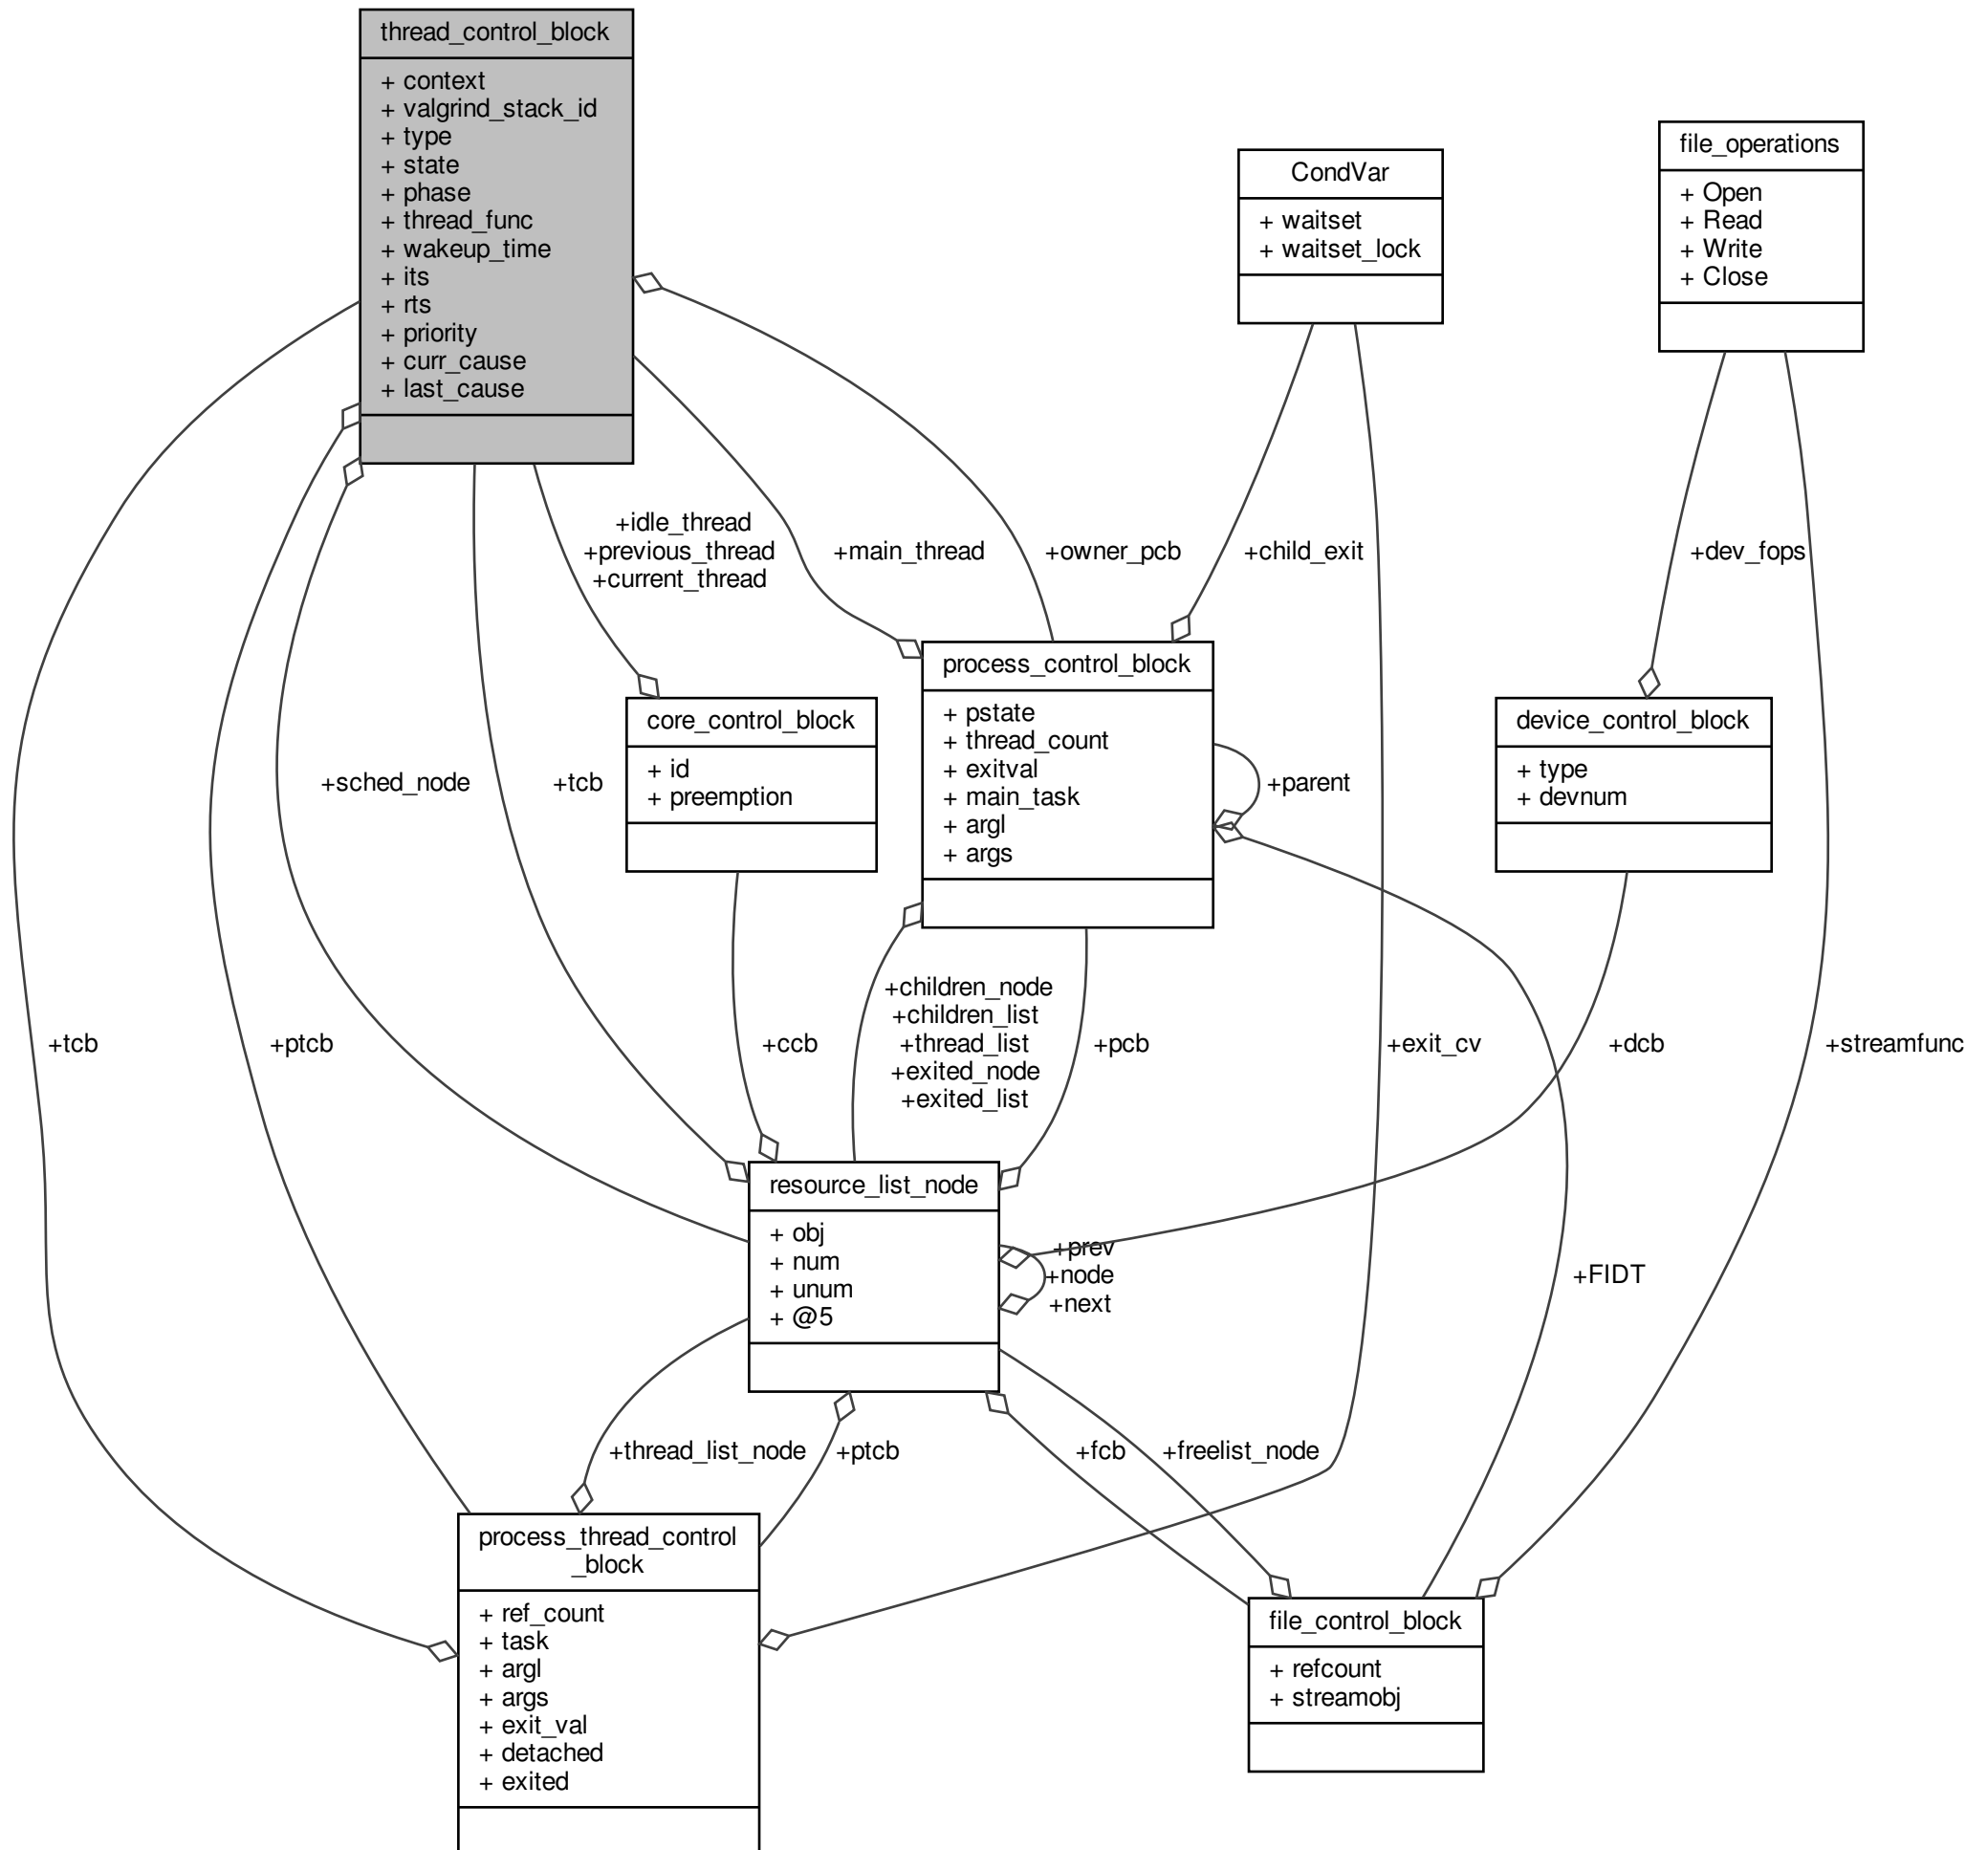 thread_control_block
+ context
+ valgrind_stack_id
+ type
+ state
+ phase
+ thread_func
+ wakeup_time
+ its
+ rts
+ priority
+ curr_cause
+ last_cause
CondVar
+ waitset
+ waitset_lock
file_operations
+ Open
+ Read
+ Write
+ Close
+idle_thread
+previous_thread
+current_thread
+main_thread
+owner_pcb
+child_exit
+dev_fops
process_control_block
+ pstate
+ thread_count
+ exitval
+ main_task
+ argl
+ args
+parent
core_control_block
+ id
+ preemption
device_control_block
+ type
+ devnum
+sched_node
+tcb
+tcb
+ptcb
+ccb
+children_node
+children_list
+thread_list
+exited_node
+exited_list
+pcb
+exit_cv
+dcb
+streamfunc
resource_list_node
+ obj
+ num
+ unum
+ @5
+prev
+node
+next
+FIDT
+thread_list_node
+ptcb
+fcb
+freelist_node
process_thread_control
_block
+ ref_count
+ task
+ argl
+ args
+ exit_val
+ detached
+ exited
file_control_block
+ refcount
+ streamobj